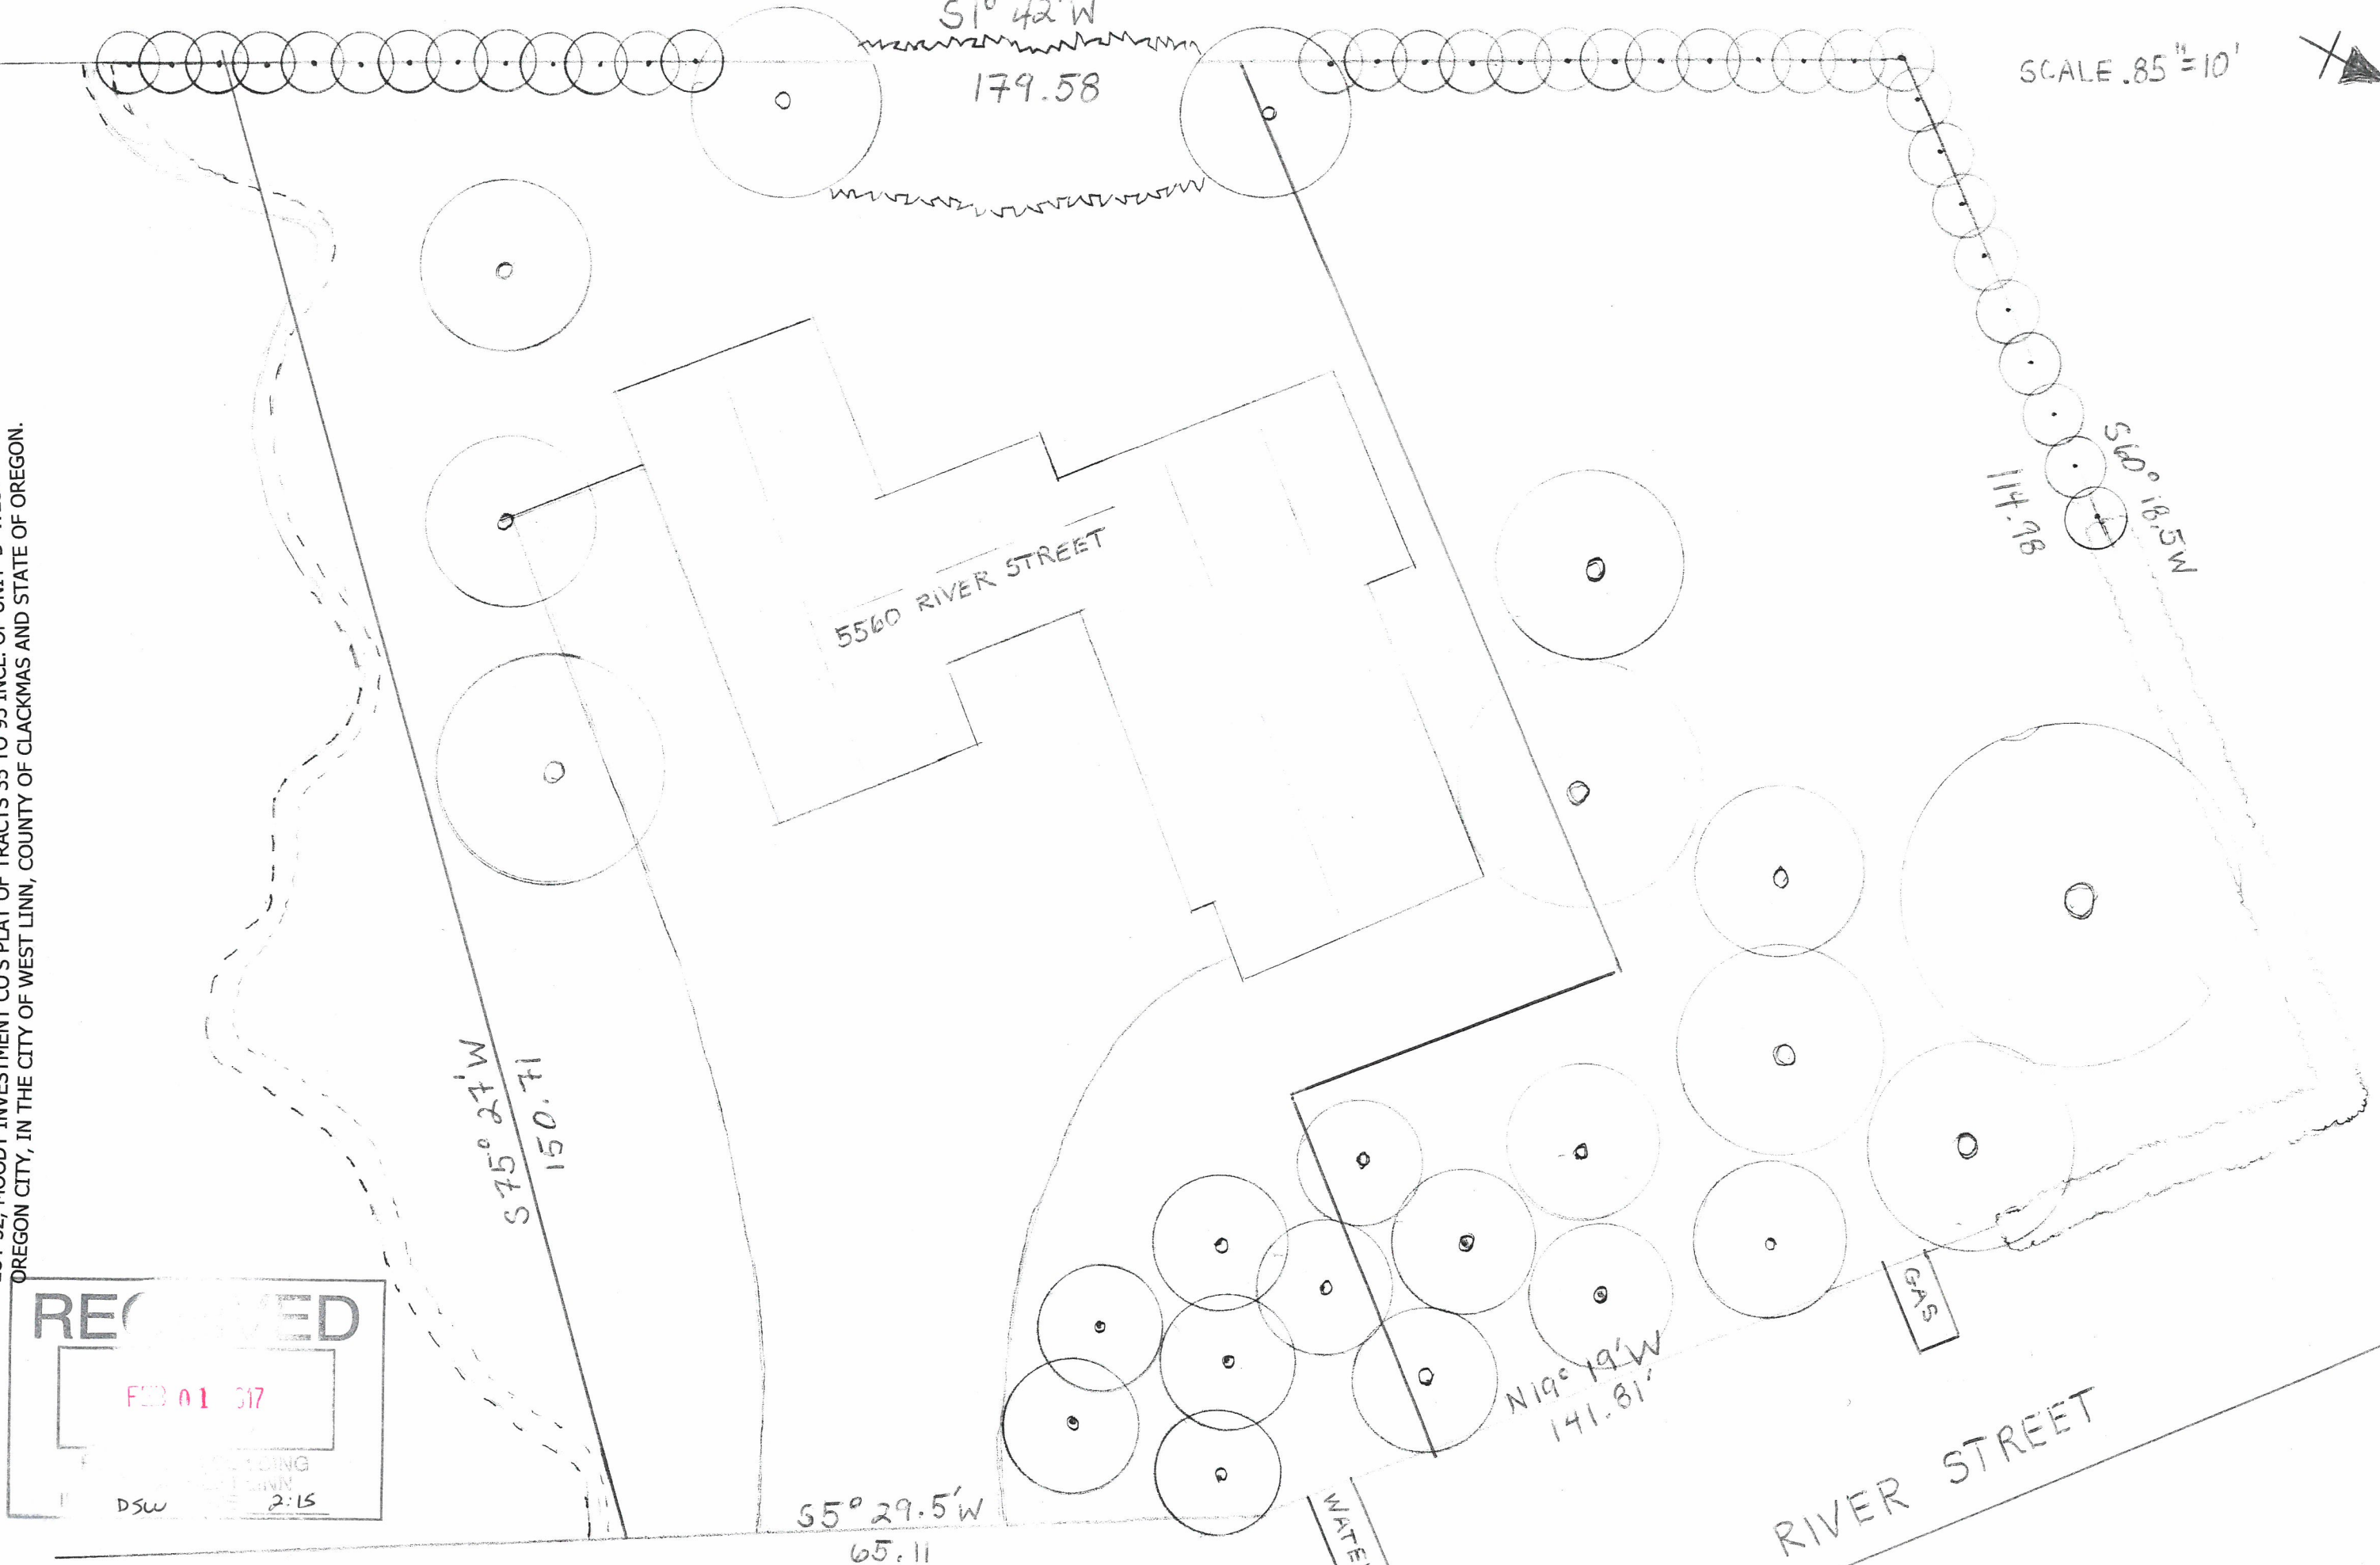 S1° 42' W
179.58
SCALE .85"=10'
S60° 18.5 W
114.98
5560 RIVER STREET
S 75° 27' W
150.71
OREGON CITY, IN THE CITY OF WEST LINN, COUNTY OF CLACKMAS AND STATE OF OREGON.
GAS
N19° 19' W
141.81'
RIVER STREET
S5° 29.5' W
65.11
01
DSW 2:15